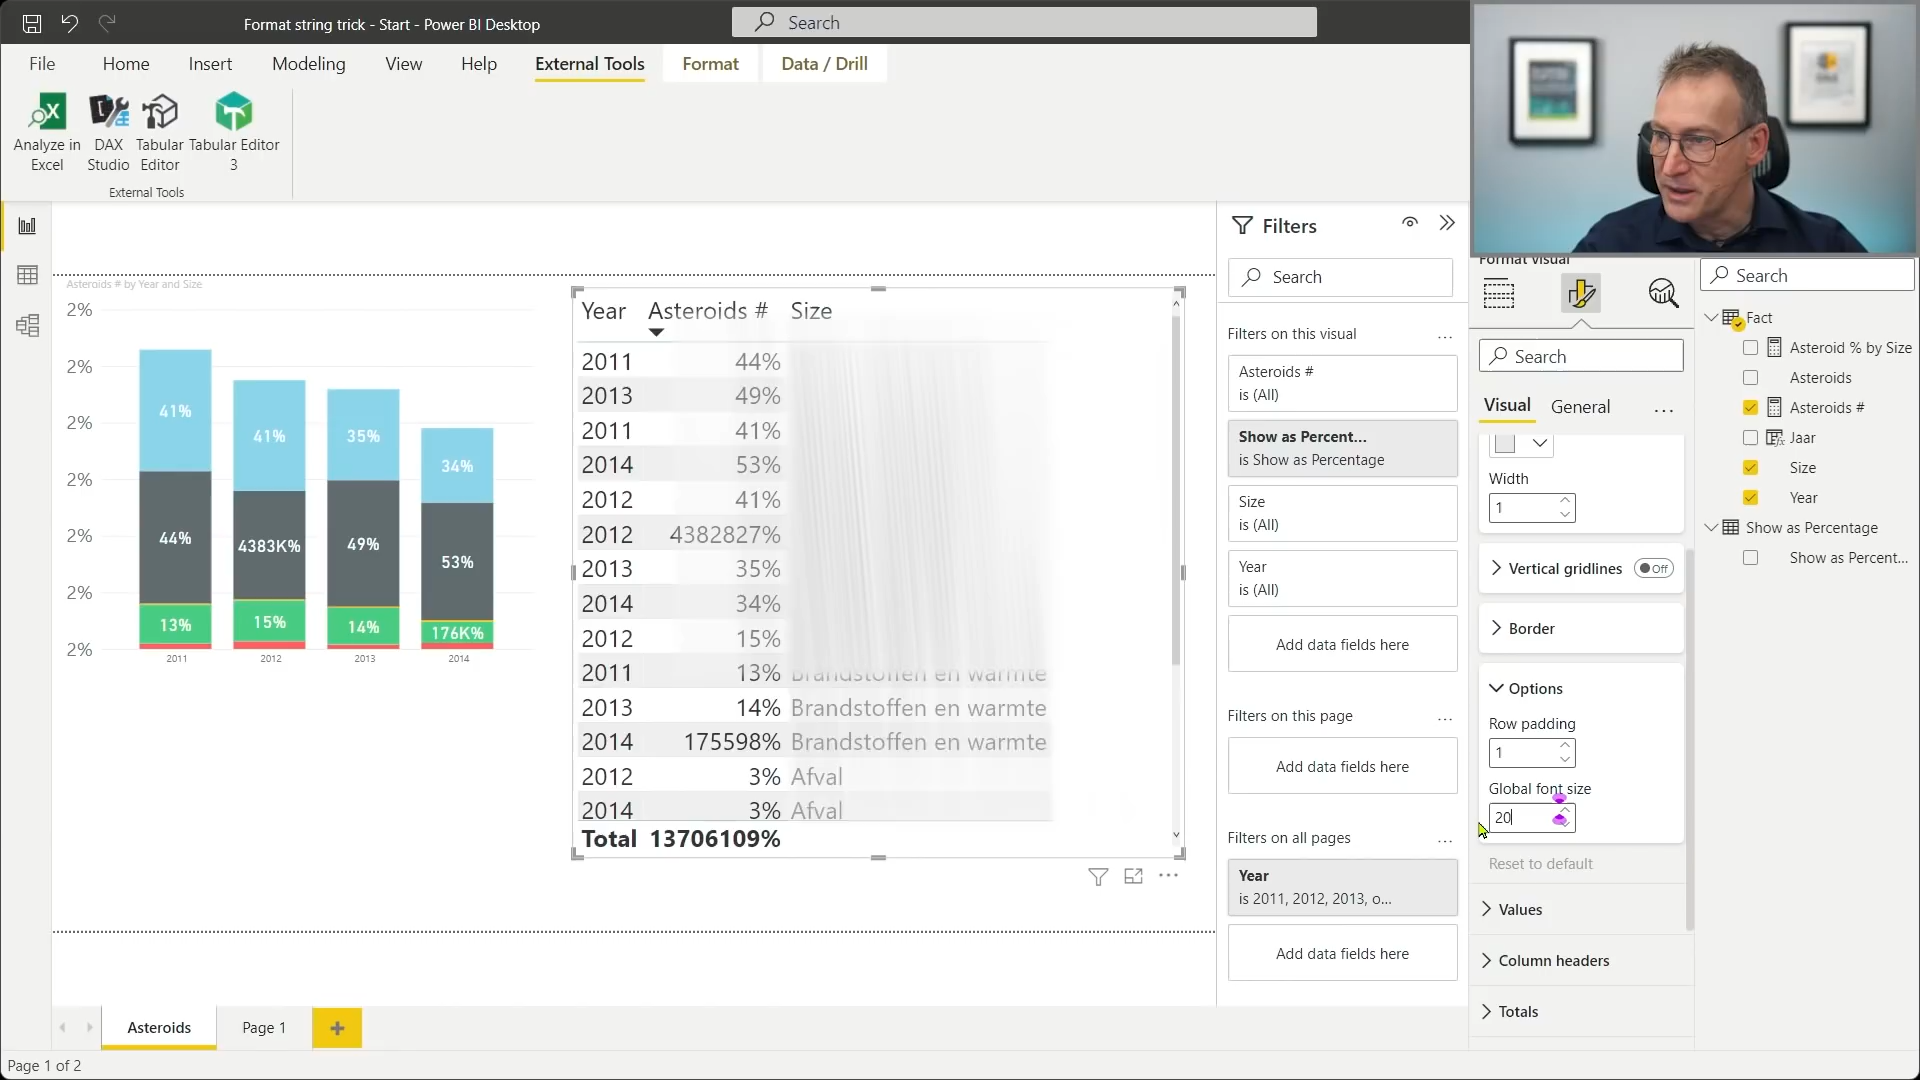 Format string trick - Start - Power BI Desktop
Search
File Home Insert Modeling View Help External Tools Format Data / Drill
Analyze in Excel
DAX Studio
Tabular Editor
Tabular Editor 3
External Tools
Asteroids # by Year and Size
2%
2%
2%
2%
2%
2%
2%
41% 41% 35% 34%
44% 4383K% 49% 53%
13% 15% 14% 176K%
2011 2012 2013 2014
Year Asteroids # Size
2011 44%
2013 49%
2011 41%
2014 53%
2012 41%
2012 4382827%
2013 35%
2014 34%
2012 15%
2011 13% Brandstoffen en warmte
2013 14% Brandstoffen en warmte
2014 175598% Brandstoffen en warmte
2012 3% Afval
2014 3% Afval
Total 13706109%
Filters
Search
Filters on this visual ...
Asteroids #
is (All)
Show as Percent...
is Show as Percentage
Size
is (All)
Year
is (All)
Add data fields here
Filters on this page ...
Add data fields here
Filters on all pages ...
Year
is 2011, 2012, 2013, o...
Add data fields here
Format visual
Search
Visual General ...
Width
1
Vertical gridlines Off
Border
Options
Row padding
1
Global font size
20
Reset to default
Values
Column headers
Totals
Search
Fact
Asteroid % by Size
Asteroids
Asteroids #
Jaar
Size
Year
Show as Percentage
Show as Percent...
Asteroids Page 1 +
Page 1 of 2